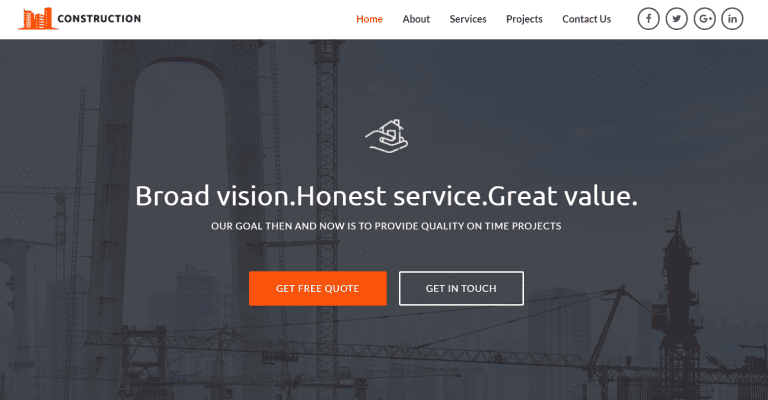 CONSTRUCTION
Home About Services Projects Contact Us
Broad vision.Honest service.Great value.
OUR GOAL THEN AND NOW IS TO PROVIDE QUALITY ON TIME PROJECTS
GET FREE QUOTE GET IN TOUCH